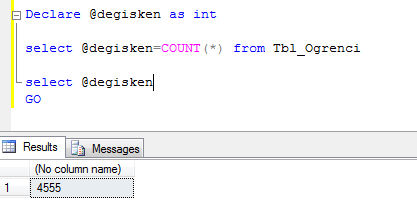 Declare @degisken as int
select @degisken=COUNT(*) from Tbl_Ogrenci
select @degisken
GO
Results Messages
(No column name)
1 4555